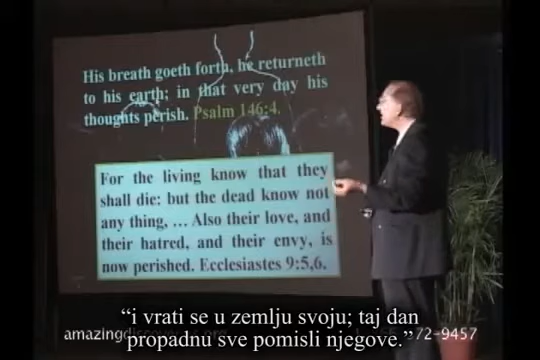 His breath goeth forth, he returneth
to his earth; in that very day his
thoughts perish. Psalm 146:4.
For the living know that they
shall die: but the dead know not
any thing, … Also their love, and
their hatred, and their envy, is
now perished. Ecclesiastes 9:5,6.
“i vrati se u zemlju svoju; taj dan
propadnu sve pomisli njegove.”
72-9457